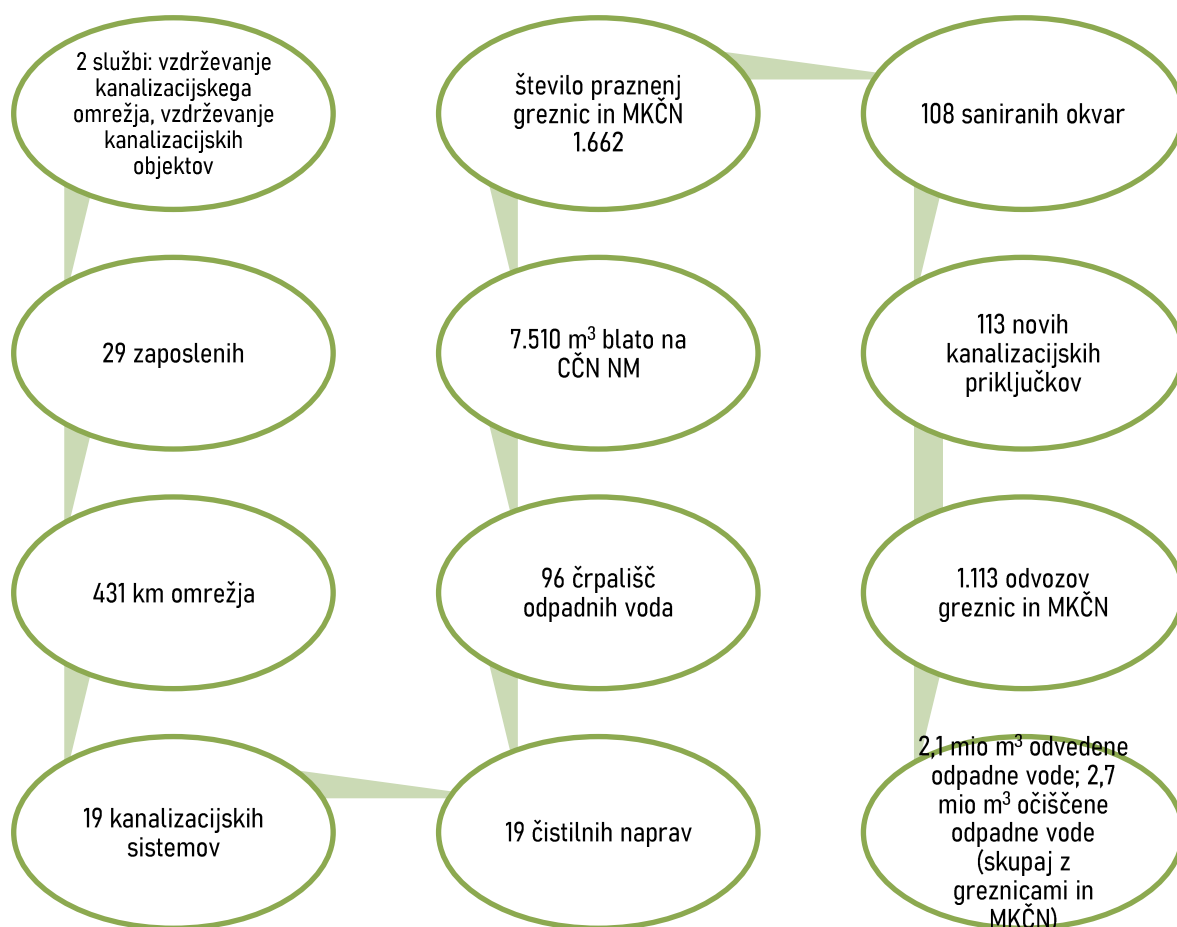 2 službi: vzdrževanje
kanalizacijskega
omrežja, vzdrževanje
kanalizacijskih
objektov
29 zaposlenih
431 km omrežja
19 kanalizacijskih
sistemov
19 čistilnih naprav
96 črpališč
odpadnih voda
7.510 m³ blato na
CČN NM
število praznenj
greznic in MKČN
1.662
108 saniranih okvar
113 novih
kanalizacijskih
priključkov
1.113 odvozov
greznic in MKČN
2,1 mio m³ odvedene
odpadne vode; 2,7
mio m³ očiščene
odpadne vode
(skupaj z
greznicami in
MKČN)